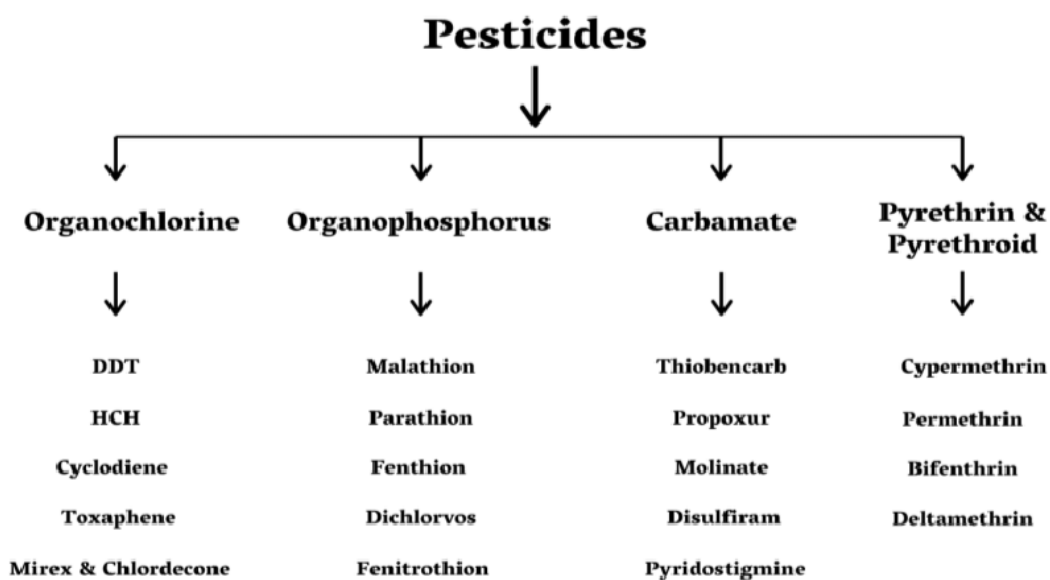 Pesticides
Organochlorine
Organophosphorus
Carbamate
Pyrethrin &
Pyrethroid
DDT
Malathion
Thiobencarb
Cypermethrin
HCH
Parathion
Propoxur
Permethrin
Cyclodiene
Fenthion
Molinate
Bifenthrin
Toxaphene
Dichlorvos
Disulfiram
Deltamethrin
Mirex & Chlordecone
Fenitrothion
Pyridostigmine